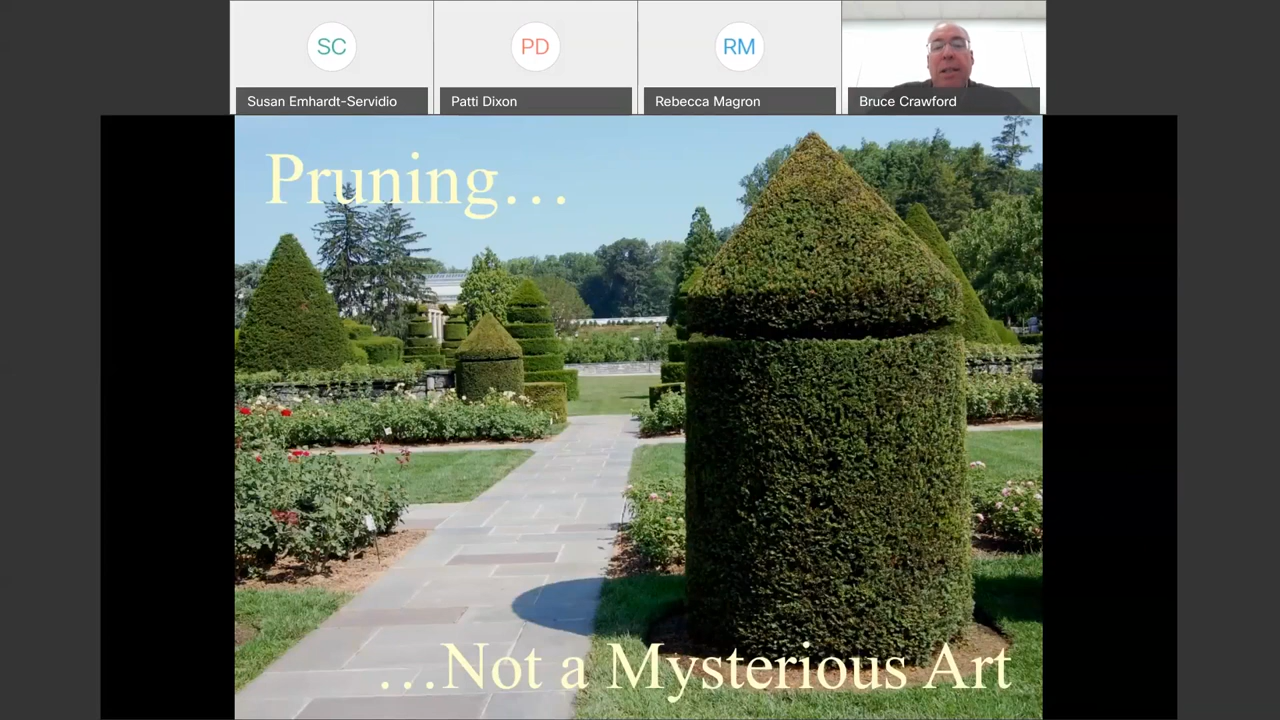 SC
PD
RM
Susan Emhardt-Servidio
Patti Dixon
Rebecca Magron
Bruce Crawford
Pruning...
...Not a Mysterious Art